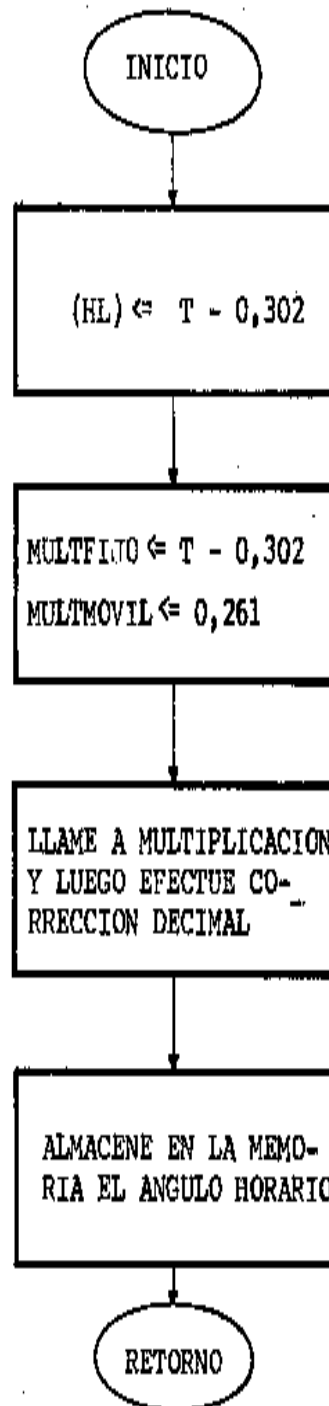 INICIO
(HL) <= T - 0,302
MULTFIJO <= T - 0,302
MULTMOVIL <= 0,261
LLAME A MULTIPLICACION
Y LUEGO EFECTUE CO-
RRECCION DECIMAL
ALMACENE EN LA MEMO-
RIA EL ANGULO HORARIO
RETORNO